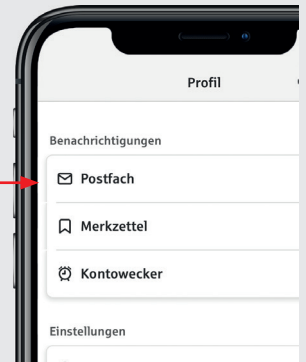 Profil
Benachrichtigungen
Postfach
Merkzettel
Kontowecker
Einstellungen